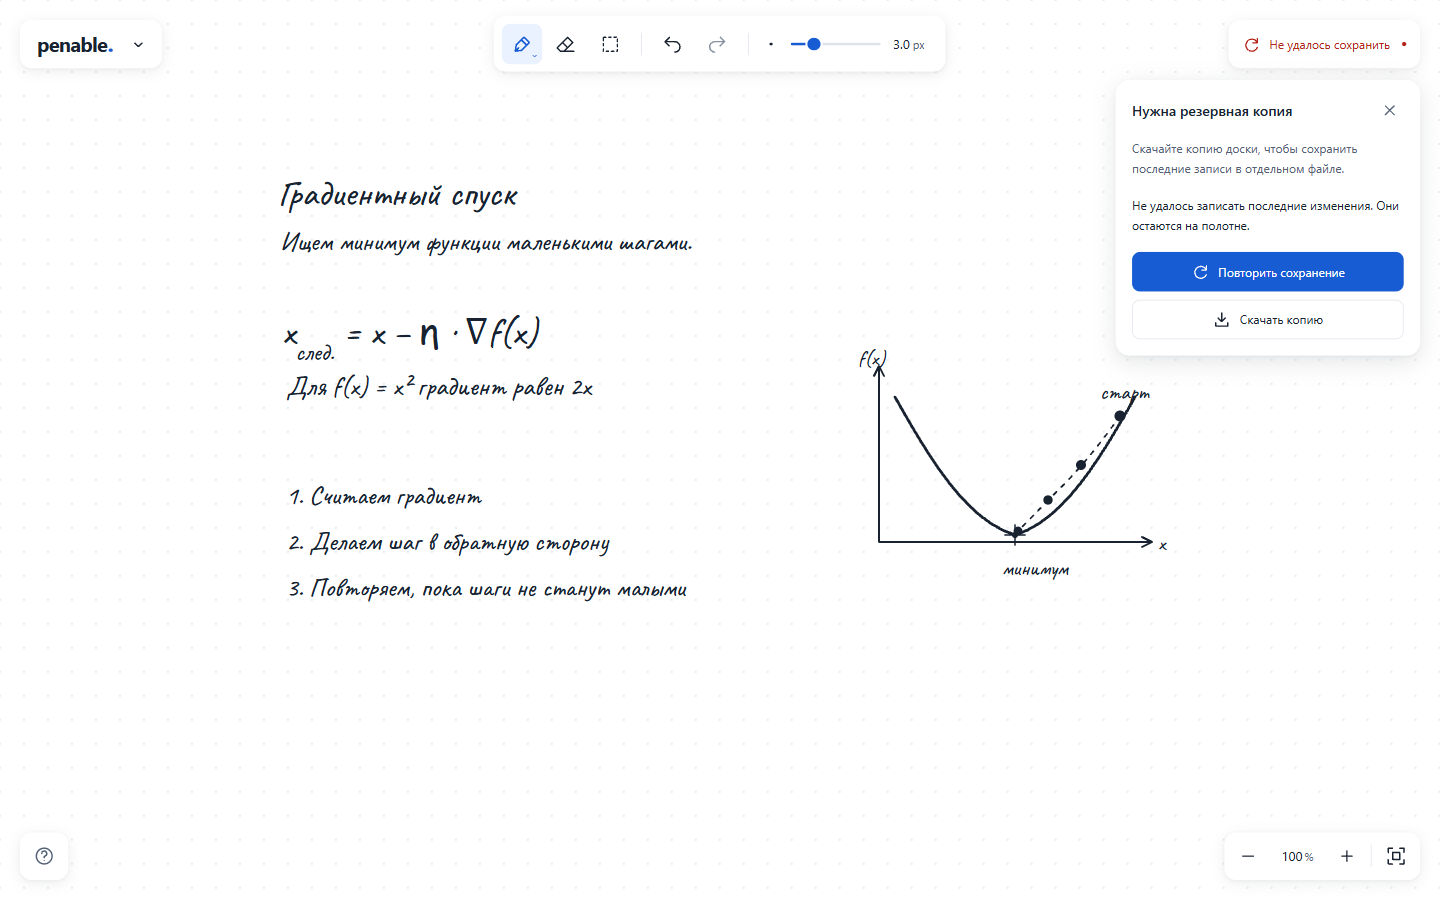 penable.
3.0 px
Не удалось сохранить
Нужна резервная копия
Скачайте копию доски, чтобы сохранить
последние записи в отдельном файле.
Не удалось записать последние изменения. Они
остаются на полотне.
Повторить сохранение
Скачать копию
Градиентный спуск
Ищем минимум функции маленькими шагами.
x след. = x – η · ∇f(x)
Для f(x) = x² градиент равен 2x
1. Считаем градиент
2. Делаем шаг в обратную сторону
3. Повторяем, пока шаги не станут малыми
f(x)
старт
x
минимум
100 %